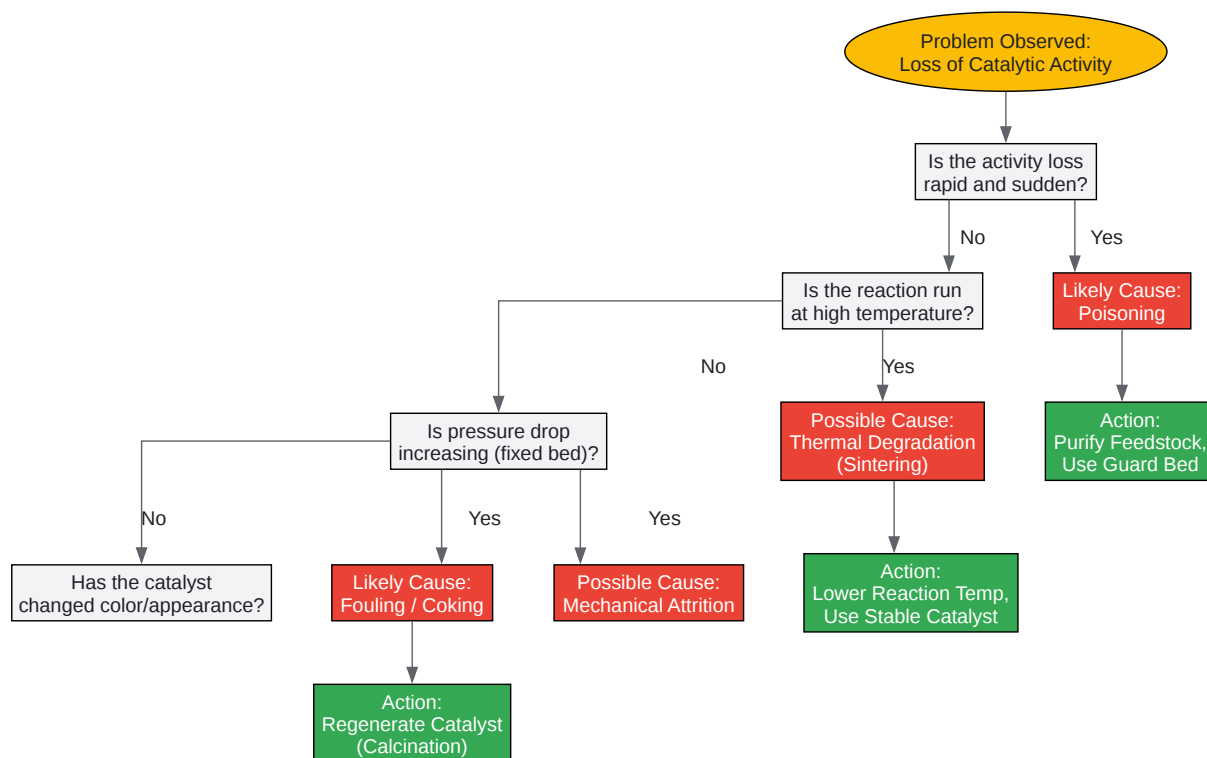 Problem Observed:
Loss of Catalytic Activity
Is the activity loss
rapid and sudden?
No
Yes
Is the reaction run
at high temperature?
Likely Cause:
Poisoning
No
Yes
Is pressure drop
increasing (fixed bed)?
Possible Cause:
Thermal Degradation
(Sintering)
Action:
Purify Feedstock,
Use Guard Bed
No
Yes
Yes
Has the catalyst
changed color/appearance?
Likely Cause:
Fouling / Coking
Possible Cause:
Mechanical Attrition
Action:
Lower Reaction Temp,
Use Stable Catalyst
Action:
Regenerate Catalyst
(Calcination)